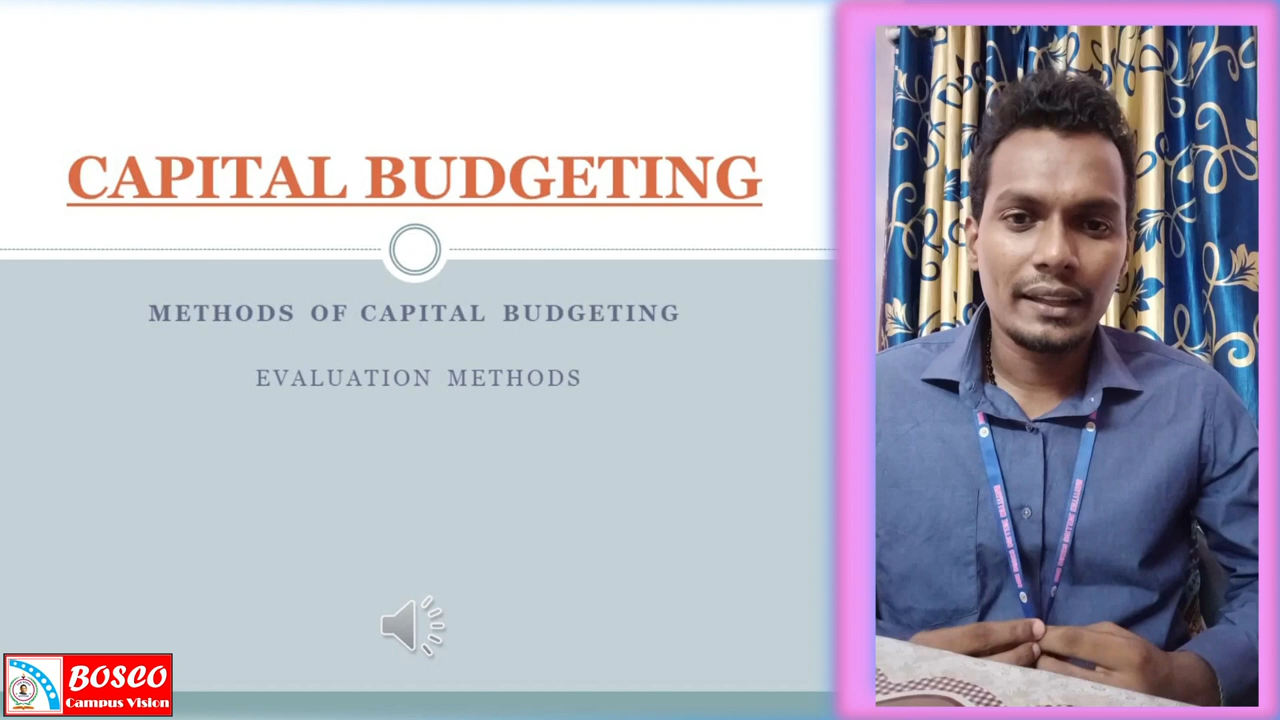 CAPITAL BUDGETING
METHODS OF CAPITAL BUDGETING
EVALUATION METHODS
BOSCO
Campus Vision